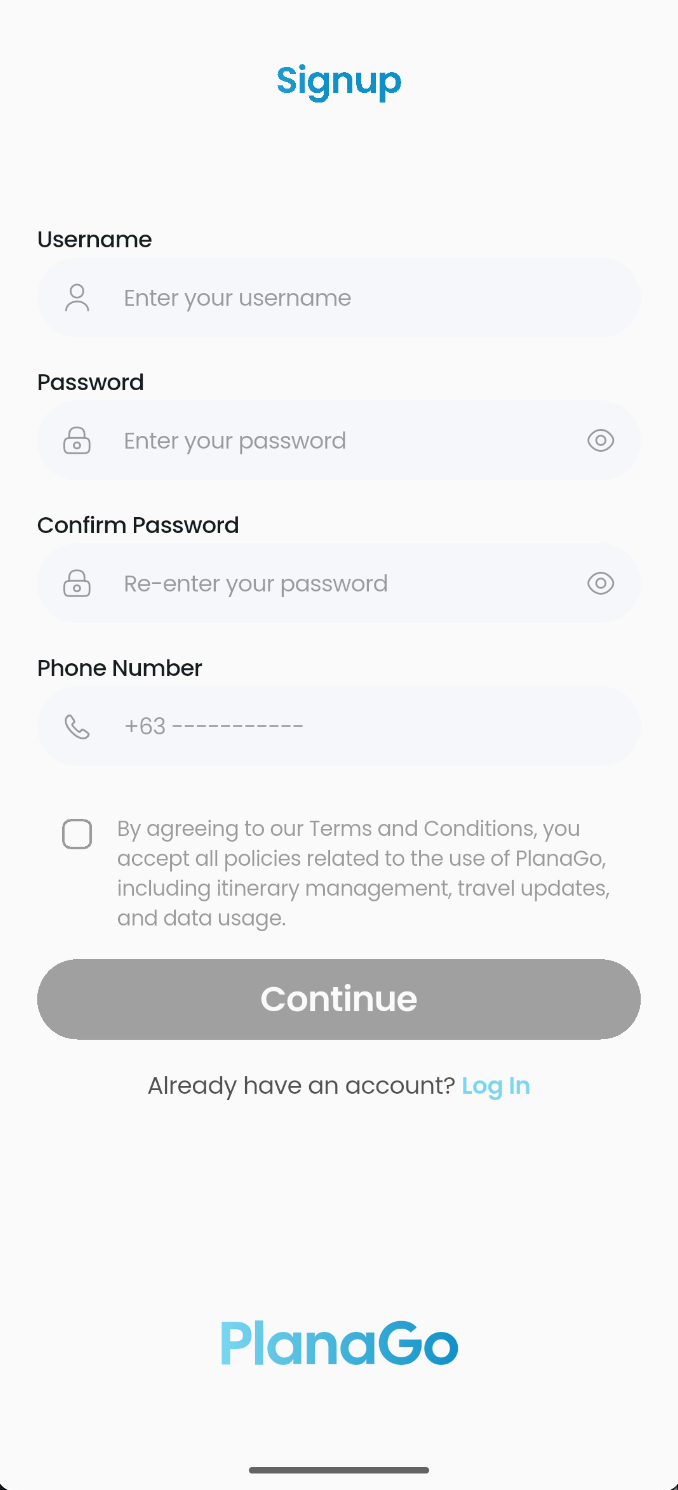 Signup
Username
Enter your username
Password
Enter your password
Confirm Password
Re-enter your password
Phone Number
+63 -----------
By agreeing to our Terms and Conditions, you
accept all policies related to the use of PlanaGo,
including itinerary management, travel updates,
and data usage.
Continue
Already have an account? Log In
PlanaGo